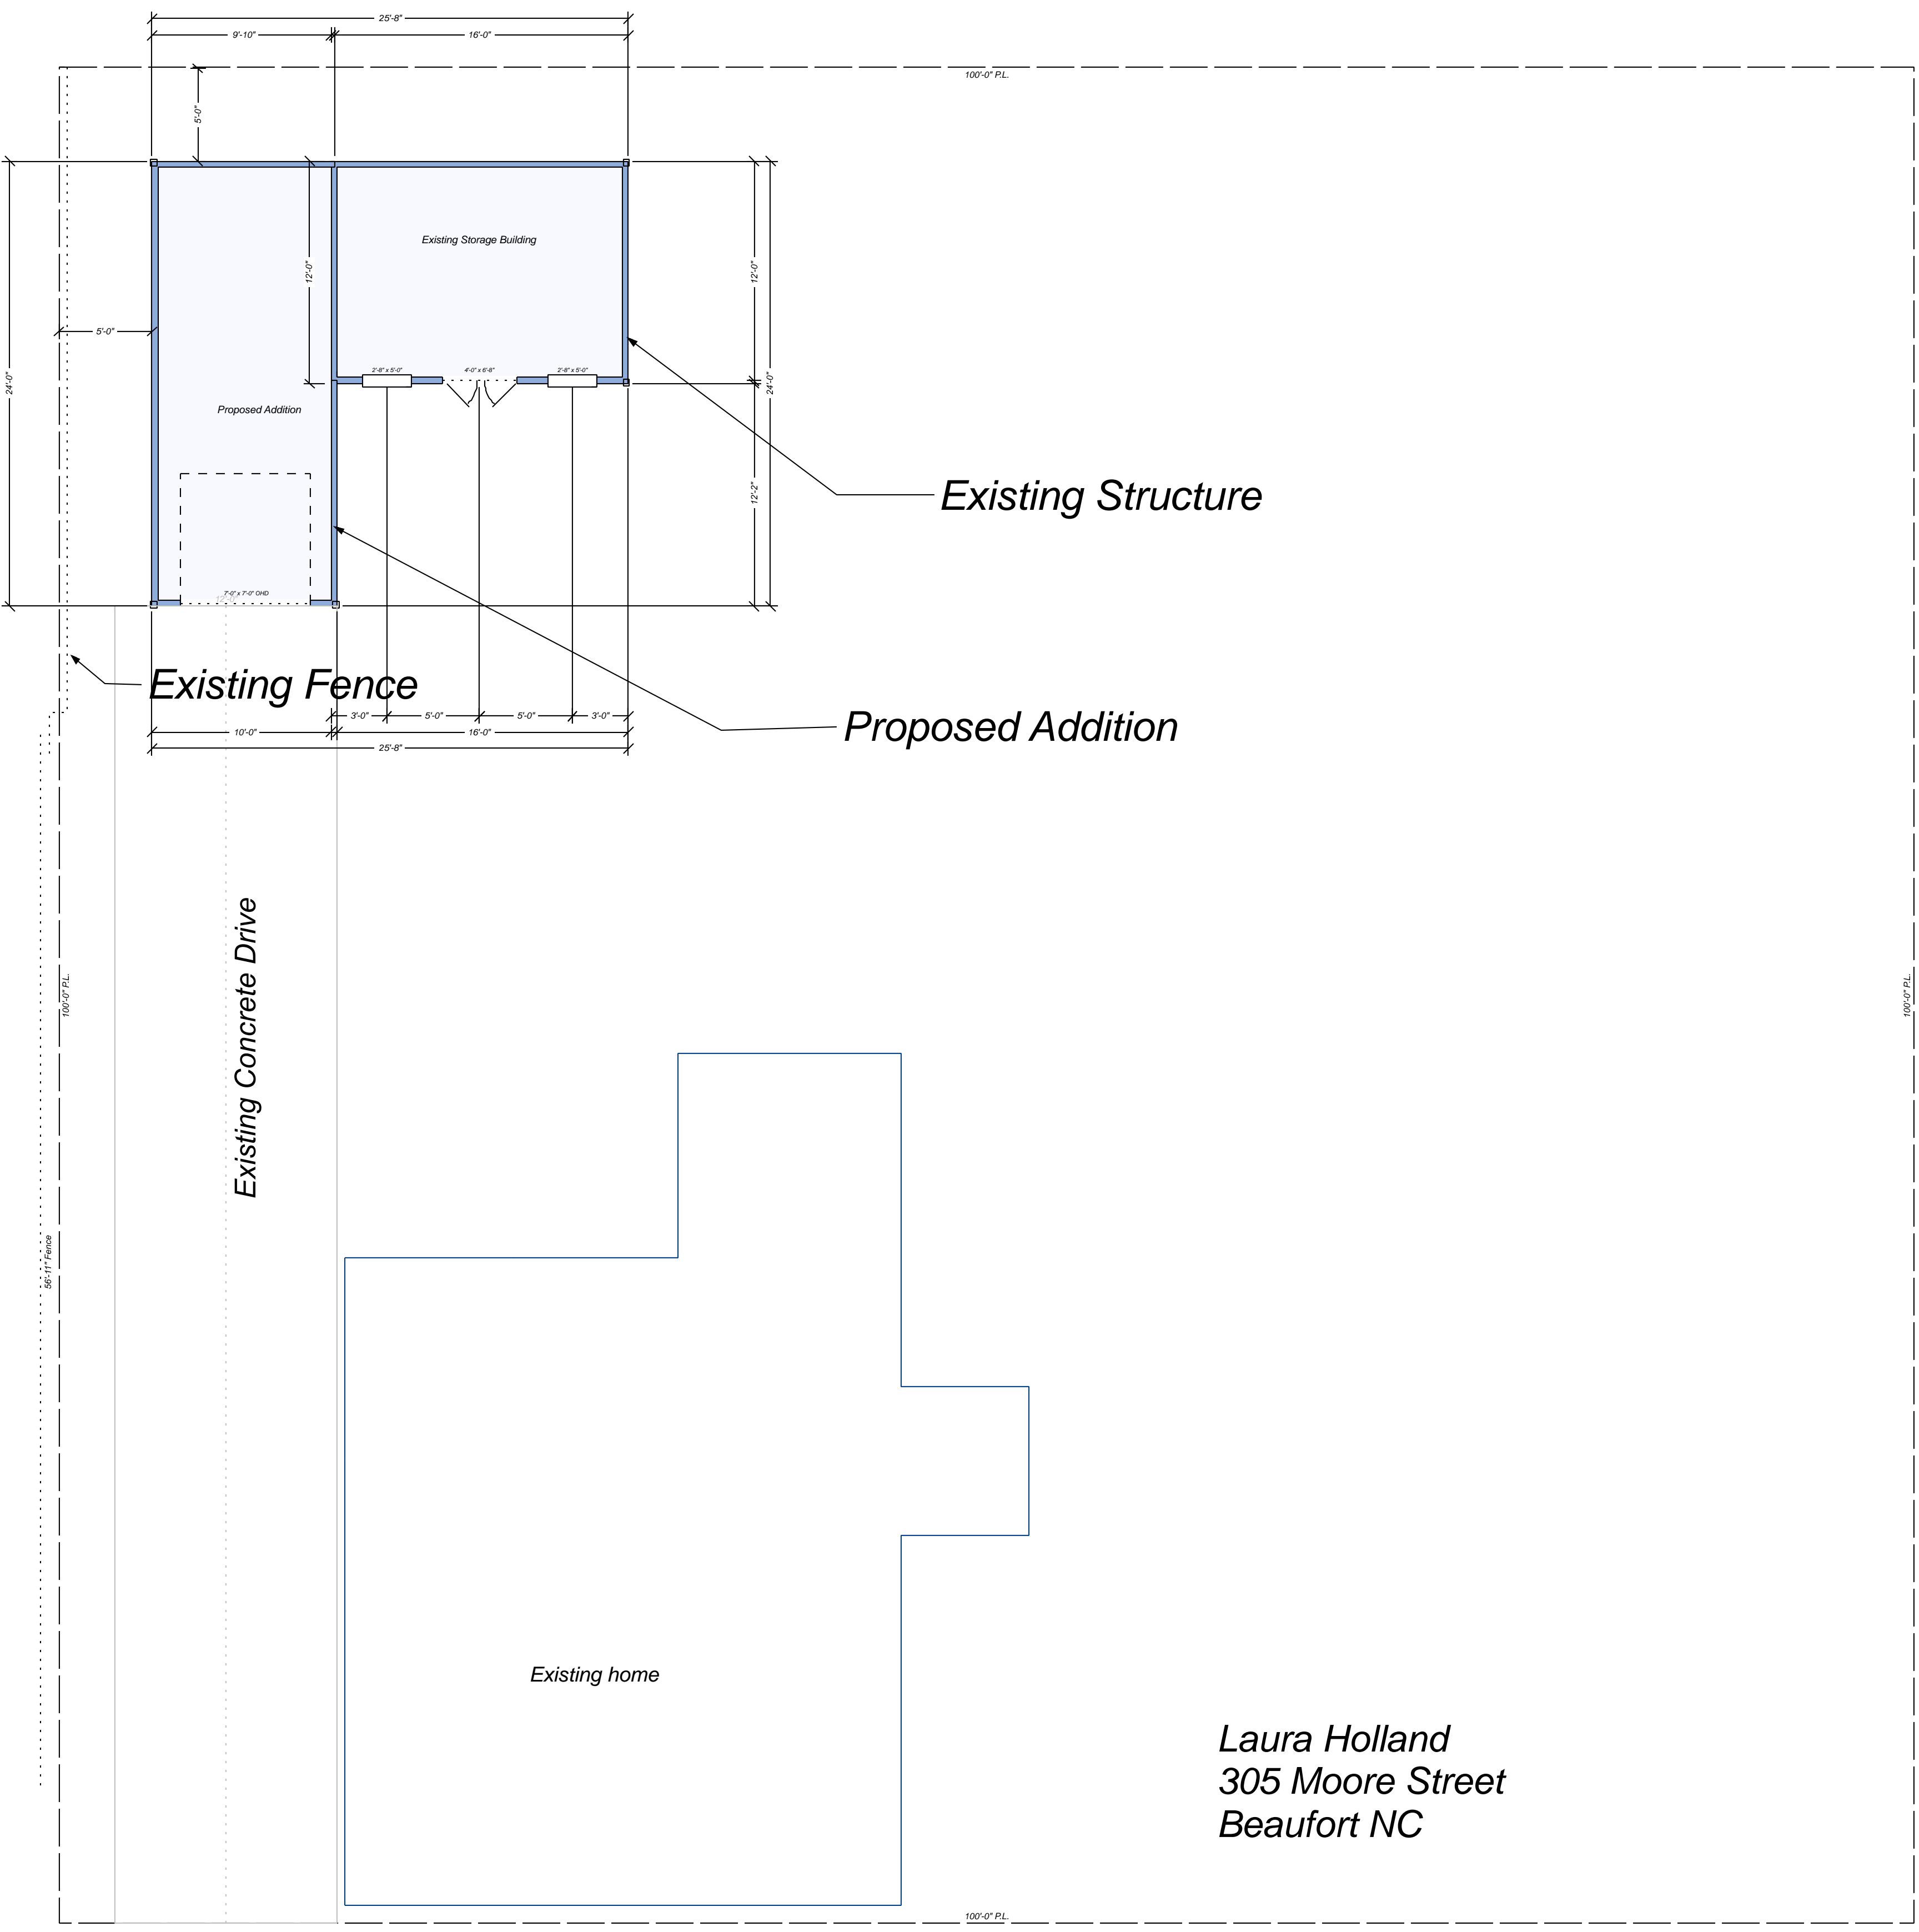 25'-8"
9'-10"
16'-0"
100'-0" P.L.
5'-0"
Existing Storage Building
12'-0"
12'-0"
5'-0"
24'-0"
2'-8" x 5'-0"
4'-0" x 6'-8"
2'-8" x 5'-0"
24'-0"
Proposed Addition
12'-2"
Existing Structure
7'-0" x 7'-0" OHD
12'-0"
Existing Fence
3'-0"
5'-0"
5'-0"
3'-0"
10'-0"
16'-0"
25'-8"
Proposed Addition
Existing Concrete Drive
100'-0" P.L.
100'-0" P.L.
56'-11" Fence
Existing home
Laura Holland
305 Moore Street
Beaufort NC
100'-0" P.L.